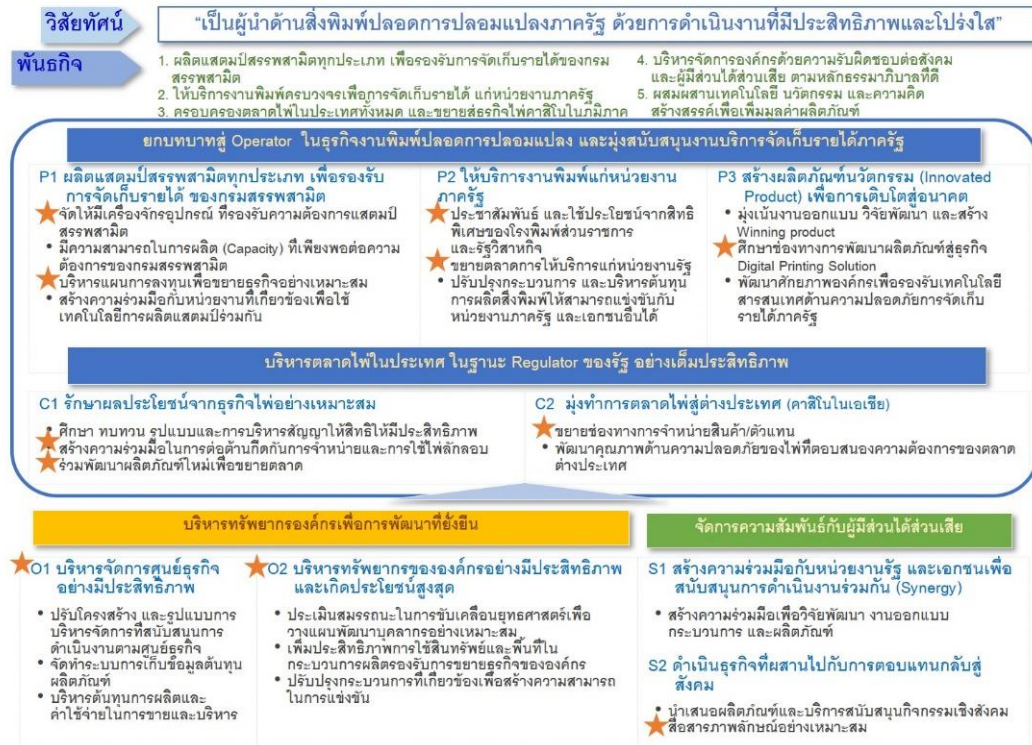 วิสัยทัศน์
“เป็นผู้นำด้านสิ่งพิมพ์ปลอดการปลอมแปลงภาครัฐ ด้วยการดำเนินงานที่มีประสิทธิภาพและโปร่งใส”
พันธกิจ
1. ผลิตแสตมป์สรรพสามิตทุกประเภท เพื่อรองรับการจัดเก็บรายได้ของกรม
สรรพสามิต
2. ให้บริการงานพิมพ์ครบวงจรเพื่อการจัดเก็บรายได้ แก่หน่วยงานภาครัฐ
3. ครอบครองตลาดไพ่ในประเทศทั้งหมด และขยายสู่ธุรกิจไพ่คาสิโนในภูมิภาค
4. บริหารจัดการองค์กรด้วยความรับผิดชอบต่อสังคม
และผู้มีส่วนได้ส่วนเสีย ตามหลักธรรมาภิบาลที่ดี
5. ผสมผสานเทคโนโลยี นวัตกรรม และความคิด
สร้างสรรค์เพื่อเพิ่มมูลค่าผลิตภัณฑ์
ยกบทบาทสู่ Operator ในธุรกิจงานพิมพ์ปลอดการปลอมแปลง และมุ่งสนับสนุนงานบริการจัดเก็บรายได้ภาครัฐ
P1 ผลิตแสตมป์สรรพสามิตทุกประเภท เพื่อรองรับ
การจัดเก็บรายได้ ของกรมสรรพสามิต
จัดให้มีเครื่องจักรอุปกรณ์ ที่รองรับความต้องการแสตมป์
สรรพสามิต
• มีความสามารถในการผลิต (Capacity) ที่เพียงพอต่อความ
ต้องการของกรมสรรพสามิต
บริหารแผนการลงทุนเพื่อขยายธุรกิจอย่างเหมาะสม
• สร้างความร่วมมือกับหน่วยงานที่เกี่ยวข้องเพื่อใช้
เทคโนโลยีการผลิตแสตมป์ร่วมกัน
P2 ให้บริการงานพิมพ์แก่หน่วยงาน
ภาครัฐ
ประชาสัมพันธ์ และใช้ประโยชน์จากสิทธิ
พิเศษของโรงพิมพ์ส่วนราชการ
และรัฐวิสาหกิจ
ขยายตลาดการให้บริการแก่หน่วยงานรัฐ
• ปรับปรุงกระบวนการ และบริหารต้นทุน
การผลิตสิ่งพิมพ์ให้สามารถแข่งขันกับ
หน่วยงานภาครัฐ และเอกชนอื่นได้
P3 สร้างผลิตภัณฑ์นวัตกรรม (Innovated
Product) เพื่อการเติบโตสู่อนาคต
• มุ่งเน้นงานออกแบบ วิจัยพัฒนา และสร้าง
Winning product
ศึกษาช่องทางการพัฒนาผลิตภัณฑ์สู่ธุรกิจ
Digital Printing Solution
• พัฒนาศักยภาพองค์กรเพื่อรองรับเทคโนโลยี
สารสนเทศด้านความปลอดภัยการจัดเก็บ
รายได้ภาครัฐ
บริหารตลาดไพ่ในประเทศ ในฐานะ Regulator ของรัฐ อย่างเต็มประสิทธิภาพ
C1 รักษาผลประโยชน์จากธุรกิจไพ่อย่างเหมาะสม
• ศึกษา ทบทวน รูปแบบและการบริหารสัญญาให้สิทธิให้มีประสิทธิภาพ
สร้างความร่วมมือในการต่อต้านกีดกันการจำหน่ายและการใช้ไพ่ลักลอบ
ร่วมพัฒนาผลิตภัณฑ์ใหม่เพื่อขยายตลาด
C2 มุ่งทำการตลาดไพ่สู่ต่างประเทศ (คาสิโนในเอเชีย)
ขยายช่องทางการจำหน่ายสินค้า/ตัวแทน
• พัฒนาคุณภาพด้านความปลอดภัยของไพ่ที่ตอบสนองความต้องการของตลาด
ต่างประเทศ
บริหารทรัพยากรองค์กรเพื่อการพัฒนาที่ยั่งยืน
O1 บริหารจัดการศูนย์ธุรกิจ
อย่างมีประสิทธิภาพ
• ปรับโครงสร้าง และรูปแบบการ
บริหารจัดการที่สนับสนุนการ
ดำเนินงานตามศูนย์ธุรกิจ
• จัดทำระบบการเก็บข้อมูลต้นทุน
ผลิตภัณฑ์
• บริหารต้นทุนการผลิตและ
ค่าใช้จ่ายในการขายและบริหาร
O2 บริหารทรัพยากรขององค์กรอย่างมีประสิทธิภาพ
และเกิดประโยชน์สูงสุด
• ประเมินสมรรถนะในการขับเคลื่อนยุทธศาสตร์เพื่อ
วางแผนพัฒนาบุคลากรอย่างเหมาะสม
• เพิ่มประสิทธิภาพการใช้สินทรัพย์และพื้นที่ใน
กระบวนการผลิตรองรับการขยายธุรกิจขององค์กร
• ปรับปรุงกระบวนการที่เกี่ยวข้องเพื่อสร้างความสามารถ
ในการแข่งขัน
จัดการความสัมพันธ์กับผู้มีส่วนได้ส่วนเสีย
S1 สร้างความร่วมมือกับหน่วยงานรัฐ และเอกชนเพื่อ
สนับสนุนการดำเนินงานร่วมกัน (Synergy)
• สร้างความร่วมมือเพื่อวิจัยพัฒนา งานออกแบบ
กระบวนการ และผลิตภัณฑ์
S2 ดำเนินธุรกิจที่ผสานไปกับการตอบแทนกลับสู่
สังคม
• นำเสนอผลิตภัณฑ์และบริการสนับสนุนกิจกรรมเชิงสังคม
สื่อสารภาพลักษณ์อย่างเหมาะสม